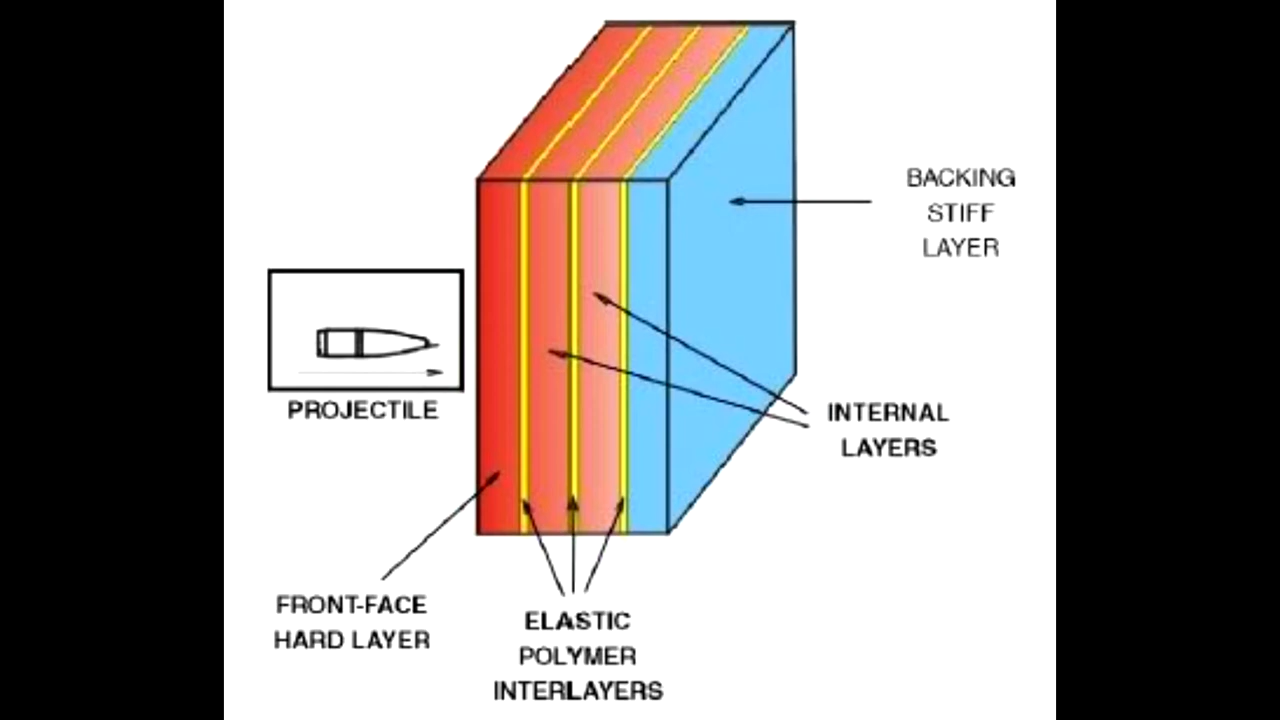 BACKING
STIFF
LAYER
PROJECTILE
INTERNAL
LAYERS
FRONT-FACE
HARD LAYER
ELASTIC
POLYMER
INTERLAYERS